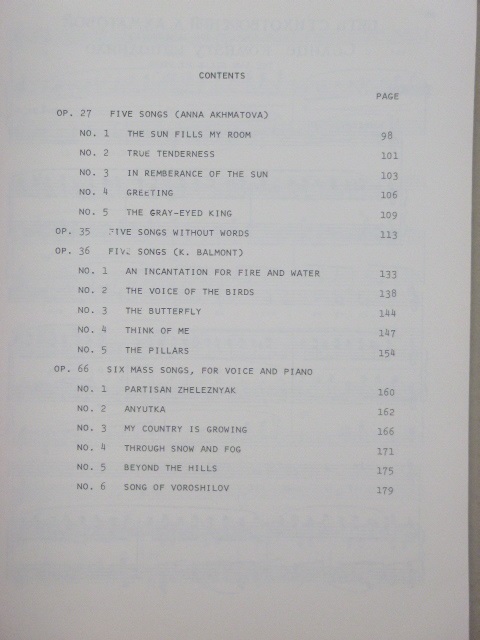 CONTENTS
PAGE
OP. 27 FIVE SONGS (ANNA AKHMATOVA)
NO. 1 THE SUN FILLS MY ROOM 98
NO. 2 TRUE TENDERNESS 101
NO. 3 IN REMBERANCE OF THE SUN 103
NO. 4 GREETING 106
NO. 5 THE GRAY-EYED KING 109
OP. 35 FIVE SONGS WITHOUT WORDS 113
OP. 36 FIVE SONGS (K. BALMONT)
NO. 1 AN INCANTATION FOR FIRE AND WATER 133
NO. 2 THE VOICE OF THE BIRDS 138
NO. 3 THE BUTTERFLY 144
NO. 4 THINK OF ME 147
NO. 5 THE PILLARS 154
OP. 66 SIX MASS SONGS, FOR VOICE AND PIANO
NO. 1 PARTISAN ZHELEZNYAK 160
NO. 2 ANYUTKA 162
NO. 3 MY COUNTRY IS GROWING 166
NO. 4 THROUGH SNOW AND FOG 171
NO. 5 BEYOND THE HILLS 175
NO. 6 SONG OF VOROSHILOV 179